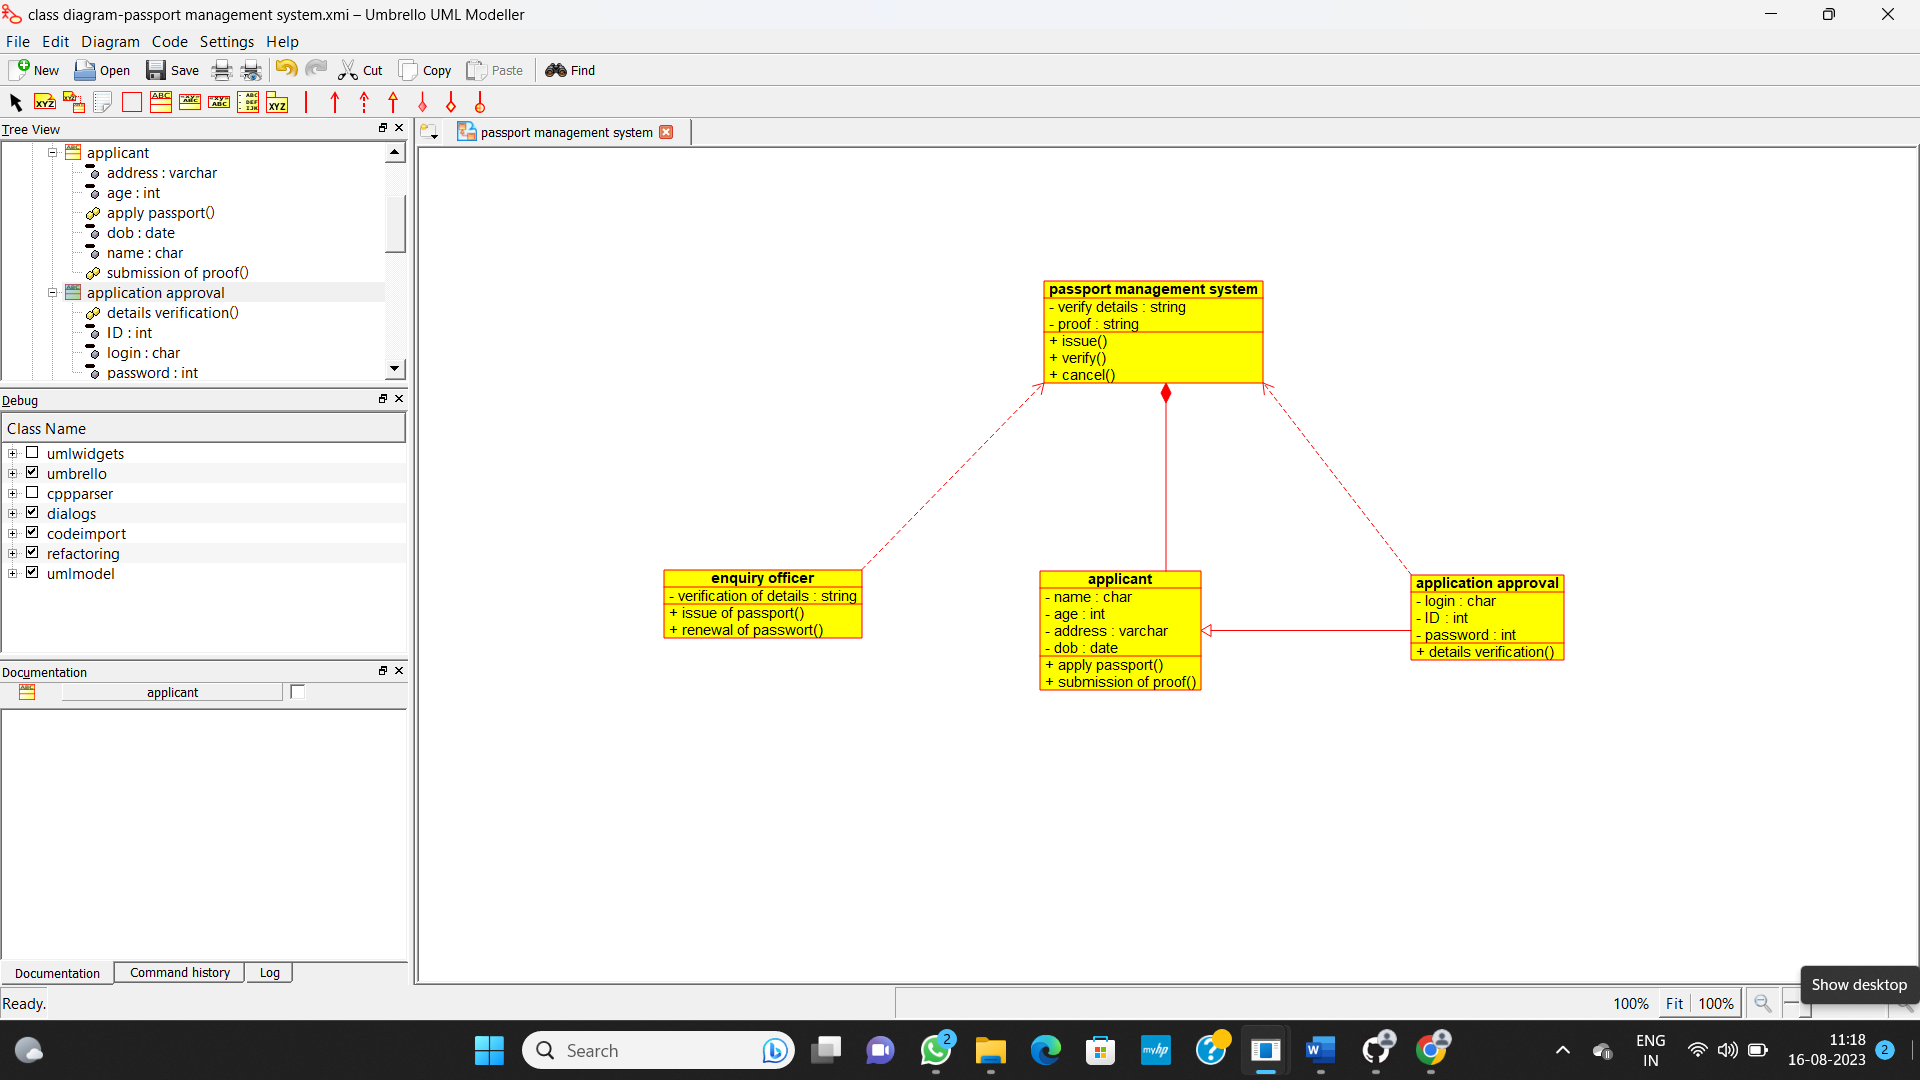 class diagram-passport management system.xmi – Umbrello UML Modeller
File Edit Diagram Code Settings Help
New Open Save Cut Copy Paste Find
Tree View
passport management system
applicant
address : varchar
age : int
apply passport()
dob : date
name : char
submission of proof()
application approval
details verification()
ID : int
login : char
password : int
Debug
Class Name
umlwidgets
umbrello
cppparser
dialogs
codeimport
refactoring
umlmodel
Documentation
applicant
Documentation Command history Log
passport management system
- verify details : string
- proof : string
+ issue()
+ verify()
+ cancel()
enquiry officer
- verification of details : string
+ issue of passport()
+ renewal of passwort()
applicant
- name : char
- age : int
- address : varchar
- dob : date
+ apply passport()
+ submission of proof()
application approval
- login : char
- ID : int
- password : int
+ details verification()
Show desktop
Ready.
100% Fit 100%
Search
2
myhp
ENG
IN
11:18
16-08-2023
2